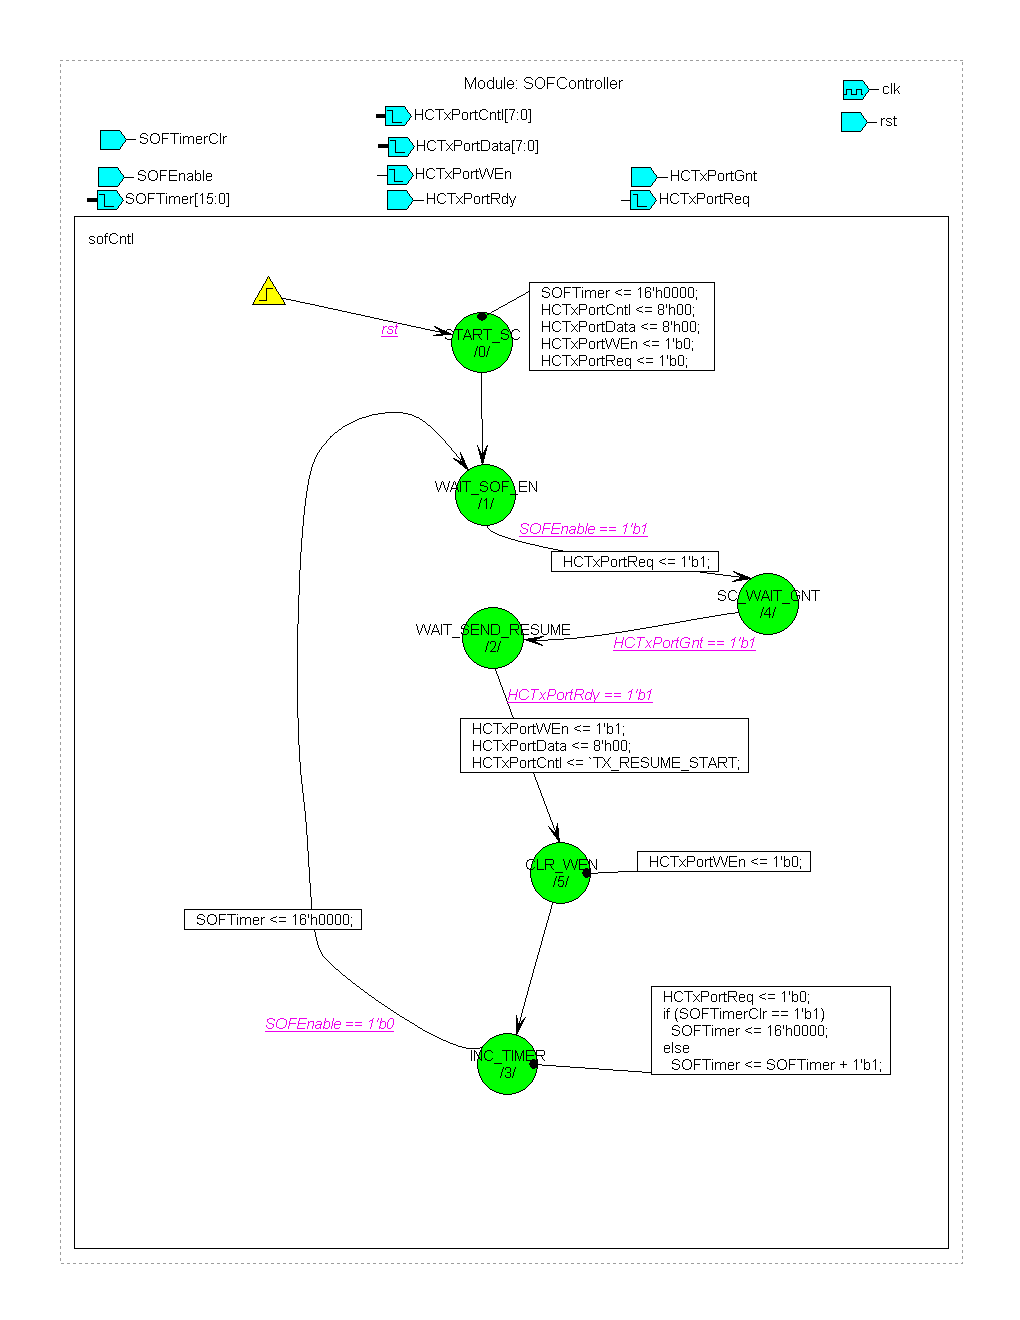 Module: SOFController
clk
HCTxPortCntl[7:0]
rst
SOFTimerClr
HCTxPortData[7:0]
SOFEnable
HCTxPortWEn
HCTxPortGnt
SOFTimer[15:0]
HCTxPortRdy
HCTxPortReq
sofCntl
SOFTimer <= 16'h0000;
HCTxPortCntl <= 8'h00;
HCTxPortData <= 8'h00;
HCTxPortWEn <= 1'b0;
HCTxPortReq <= 1'b0;
rst
START_SC
/0/
WAIT_SOF_EN
/1/
SOFEnable == 1'b1
HCTxPortReq <= 1'b1;
SC_WAIT_GNT
/4/
WAIT_SEND_RESUME
/2/
HCTxPortGnt == 1'b1
HCTxPortRdy == 1'b1
HCTxPortWEn <= 1'b1;
HCTxPortData <= 8'h00;
HCTxPortCntl <= `TX_RESUME_START;
CLR_WEN
/5/
HCTxPortWEn <= 1'b0;
SOFTimer <= 16'h0000;
SOFEnable == 1'b0
INC_TIMER
/3/
HCTxPortReq <= 1'b0;
if (SOFTimerClr == 1'b1)
SOFTimer <= 16'h0000;
else
SOFTimer <= SOFTimer + 1'b1;